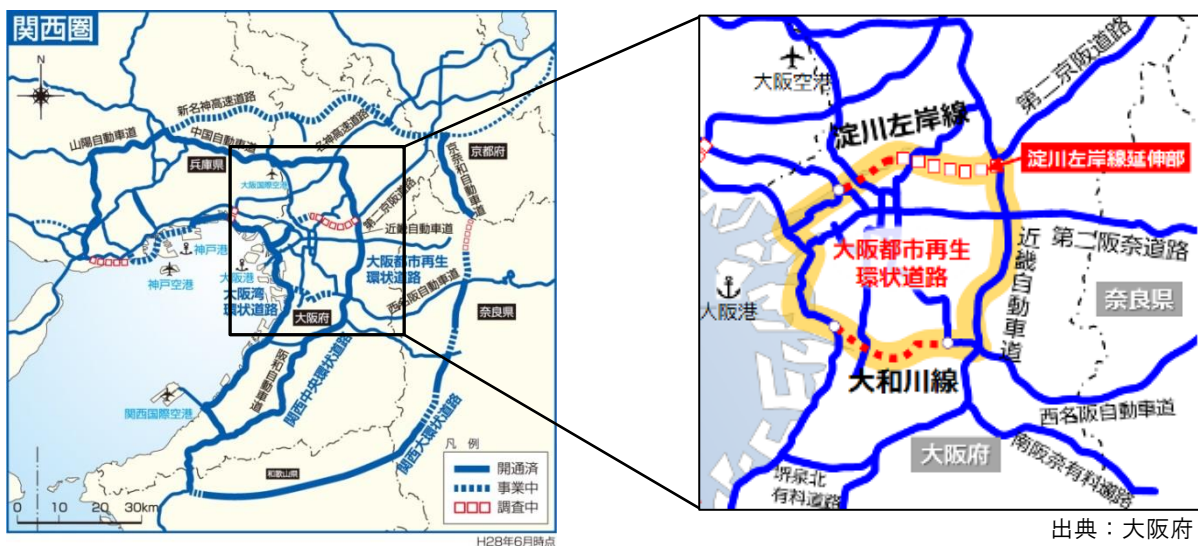 関西圏
N
新名神高速道路
名神高速道路
山陽自動車道
中国自動車道
兵庫県
京都府
京奈和自動車道
大阪国際空港
第二京阪道路
近畿自動車道
神戸港
神戸空港
大阪港
大阪湾
環状道路
大阪都市再生
環状道路
西名阪自動車道
大阪府
奈良県
阪和自動車道
関西中央環状道路
関西大環状道路
関西国際空港
和歌山県
凡例
開通済
事業中
調査中
0 10 20 30km
H28年6月時点
大阪空港
第二京阪道路
淀川左岸線
淀川左岸線延伸部
大阪都市再生
環状道路
第二阪奈道路
近畿自動車道
奈良県
大阪港
大和川線
西名阪自動車道
大阪府
南阪奈有料道路
堺泉北
有料道路
出典：大阪府